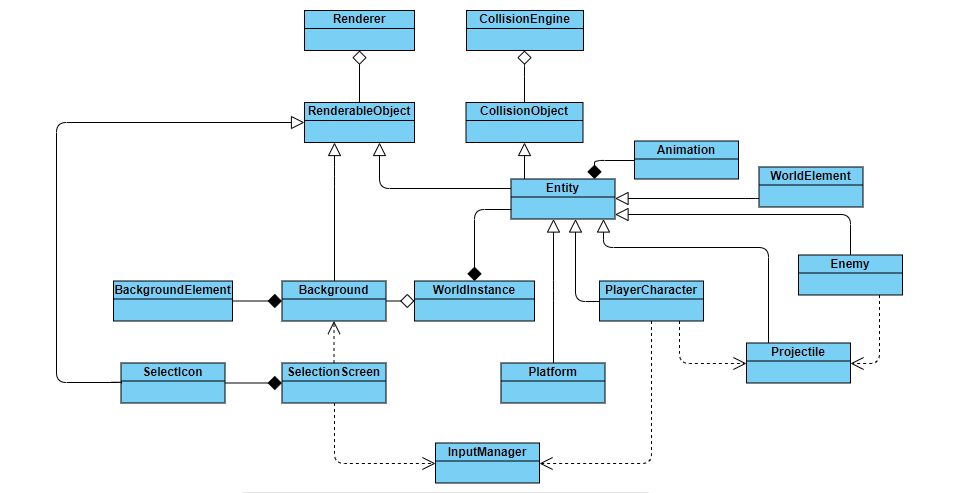 Renderer
CollisionEngine
RenderableObject
CollisionObject
Animation
WorldElement
Entity
Enemy
BackgroundElement
Background
WorldInstance
PlayerCharacter
Projectile
SelectIcon
SelectionScreen
Platform
InputManager